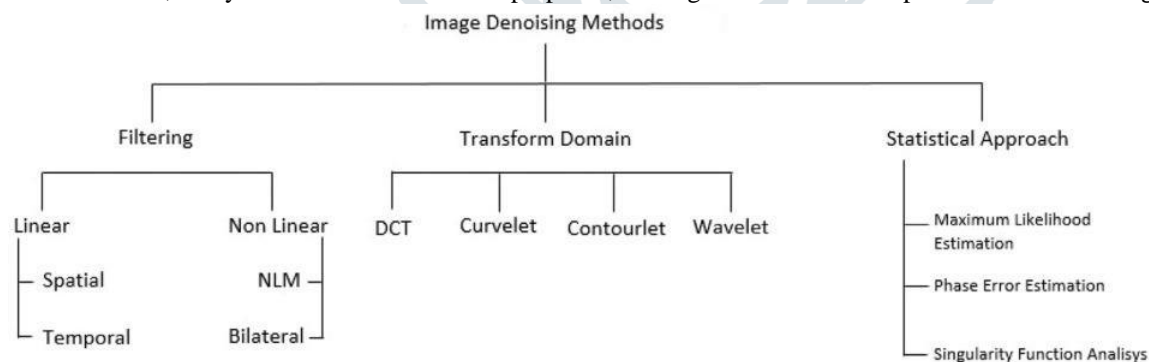 Image Denoising Methods
Filtering
Transform Domain
Statistical Approach
Linear
Non Linear
DCT
Curvelet
Contourlet
Wavelet
Spatial
NLM
Temporal
Bilateral
Maximum Likelihood
Estimation
Phase Error Estimation
Singularity Function Analisys